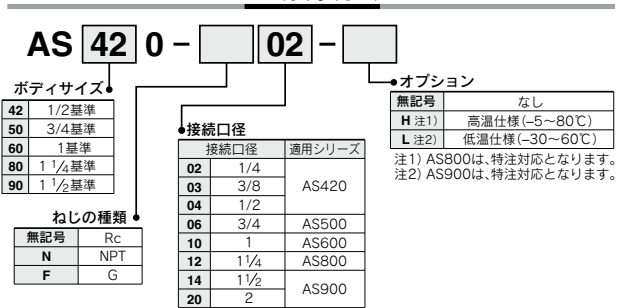 AS 42 0 – 02 –
ボディサイズ
42 1/2基準
50 3/4基準
60 1基準
80 1 1/4基準
90 1 1/2基準
ねじの種類
無記号 Rc
N NPT
F G
接続口径
接続口径 適用シリーズ
02 1/4
03 3/8 AS420
04 1/2
06 3/4 AS500
10 1 AS600
12 1 1/4 AS800
14 1 1/2 AS900
20 2
オプション
無記号 なし
H 注1) 高温仕様(–5～80℃)
L 注2) 低温仕様(–30～60℃)
注1) AS800は、特注対応となります。
注2) AS900は、特注対応となります。